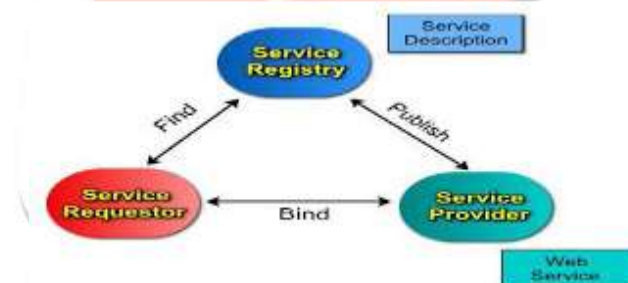 Service
Description
Service
Registry
Find
Publish
Service
Requestor
Bind
Service
Provider
Web
Service